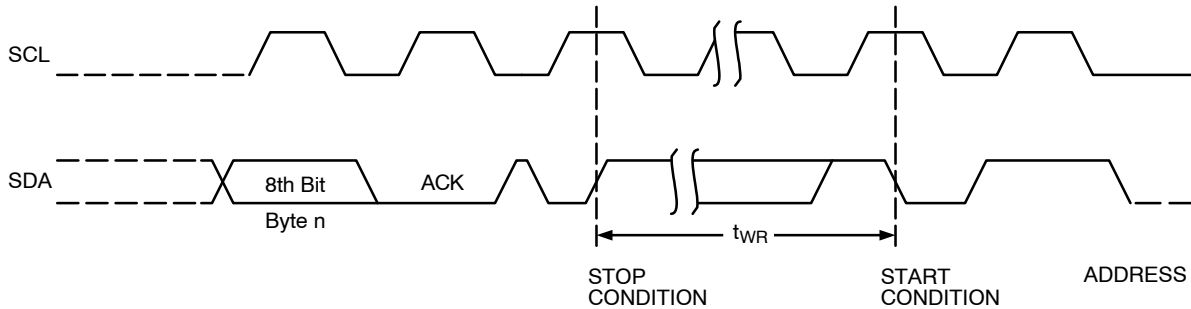 SCL
SDA
8th Bit
ACK
Byte n
tWR
STOP
CONDITION
START
CONDITION
ADDRESS